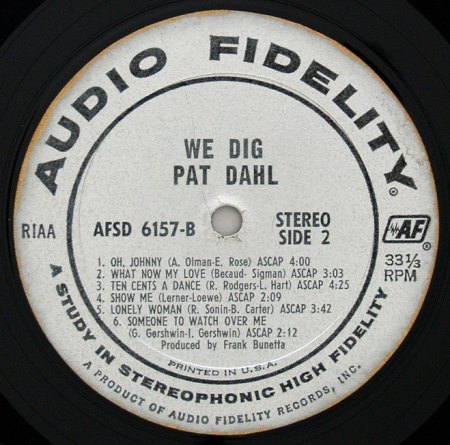 AUDIO FIDELITY®
WE DIG
PAT DAHL
RIAA
AFSD 6157-B
STEREO
SIDE 2
AF®
33⅓
RPM
1. OH, JOHNNY (A. Olman-E. Rose) ASCAP 4:00
2. WHAT NOW MY LOVE (Becaud- Sigman) ASCAP 3:03
3. TEN CENTS A DANCE (R. Rodgers-L. Hart) ASCAP 4:25
4. SHOW ME (Lerner-Loewe) ASCAP 2:09
5. LONELY WOMAN (R. Sonin-B. Carter) ASCAP 3:42
6. SOMEONE TO WATCH OVER ME
(G. Gershwin-I. Gershwin) ASCAP 2:12
Produced by Frank Bunetta
PRINTED IN U.S.A.
A STUDY IN STEREOPHONIC HIGH FIDELITY
A PRODUCT OF AUDIO FIDELITY RECORDS, INC.